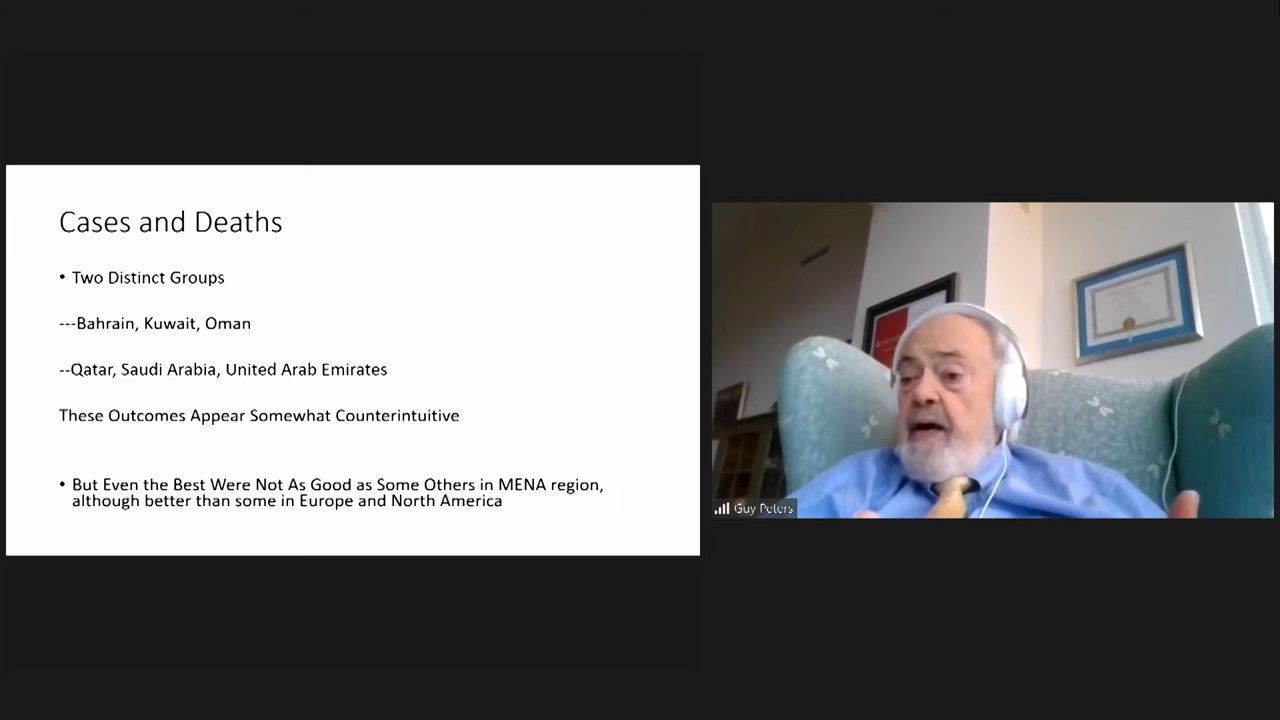 Cases and Deaths
• Two Distinct Groups
---Bahrain, Kuwait, Oman
--Qatar, Saudi Arabia, United Arab Emirates
These Outcomes Appear Somewhat Counterintuitive
• But Even the Best Were Not As Good as Some Others in MENA region,
although better than some in Europe and North America
Guy Peters